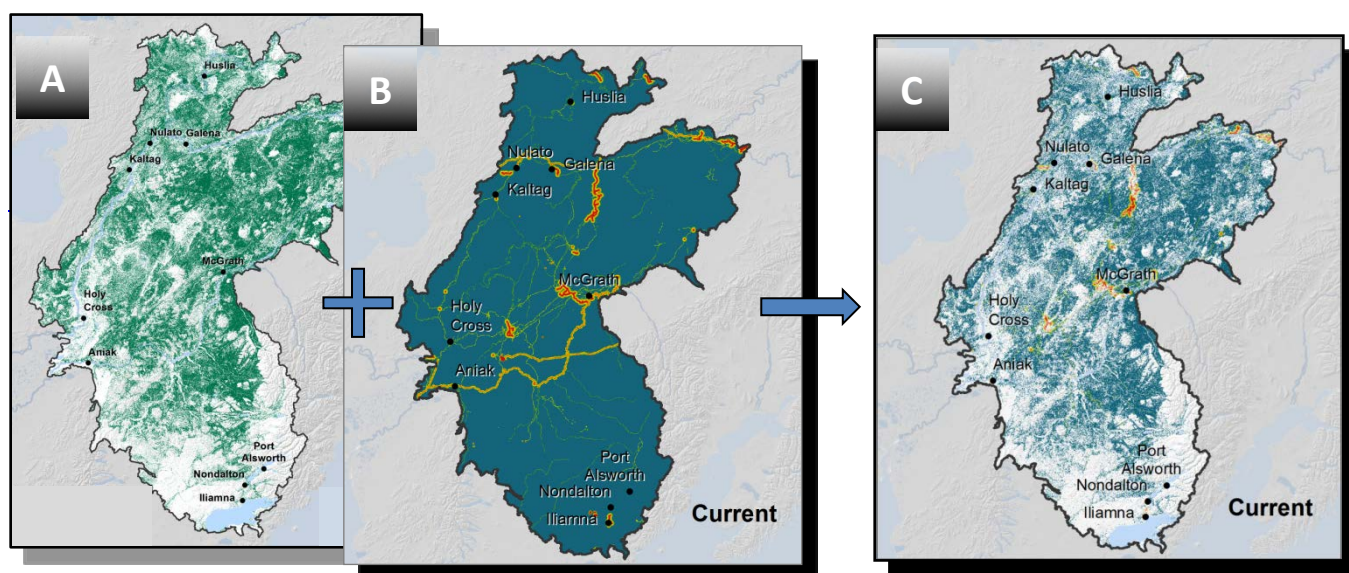 A
Huslia
Nulato Galena
Kaltag
McGrath
Holy
Cross
Aniak
Port
Alsworth
Nondalton
Iliamna
B
Huslia
Nulato
Galena
Kaltag
McGrath
Holy
Cross
Aniak
Port
Alsworth
Nondalton
Iliamna
Current
C
Huslia
Nulato
Galena
Kaltag
McGrath
Holy
Cross
Aniak
Port
Alsworth
Nondalton
Iliamna
Current